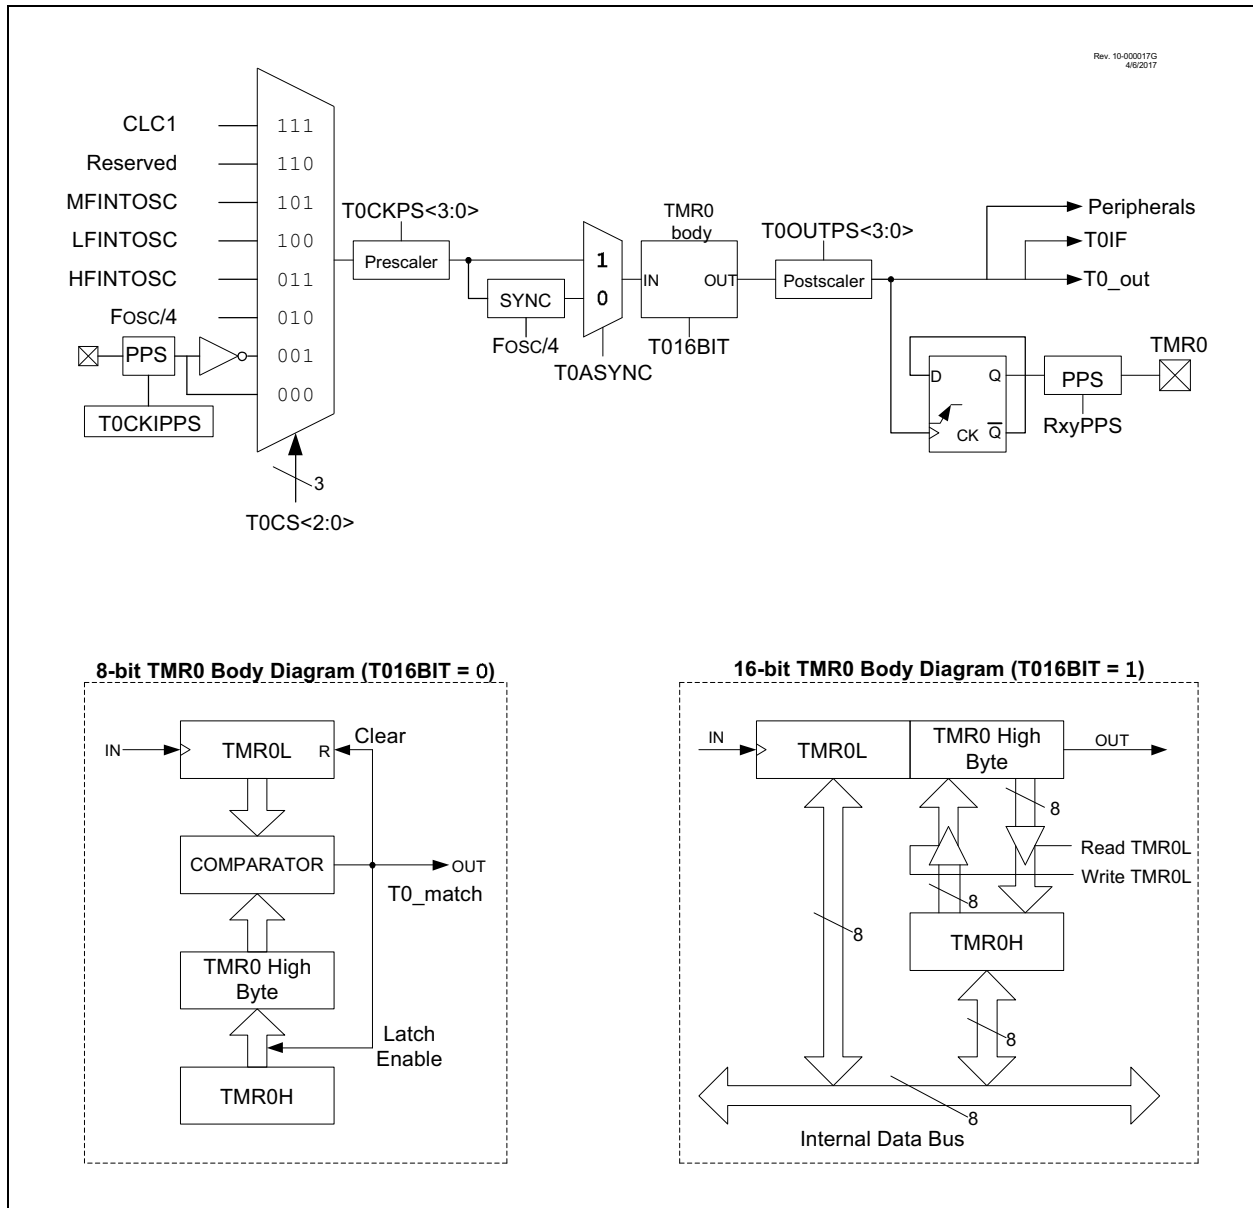 Rev. 10-000017G
4/6/2017
CLC1
111
Reserved
110
MFINTOSC
101
LFINTOSC
100
HFINTOSC
011
FOSC/4
010
PPS
001
000
T0CKIPPS
3
T0CS<2:0>
T0CKPS<3:0>
Prescaler
SYNC
FOSC/4
1
0
T0ASYNC
TMR0
body
IN
OUT
T016BIT
T0OUTPS<3:0>
Postscaler
Peripherals
T0IF
T0_out
D
Q
CK
Q
PPS
RxyPPS
TMR0
8-bit TMR0 Body Diagram (T016BIT = 0)
IN
TMR0L
R
Clear
COMPARATOR
OUT
T0_match
TMR0 High
Byte
Latch
Enable
TMR0H
16-bit TMR0 Body Diagram (T016BIT = 1)
IN
TMR0L
TMR0 High
Byte
OUT
8
Read TMR0L
Write TMR0L
8
8
TMR0H
8
8
Internal Data Bus